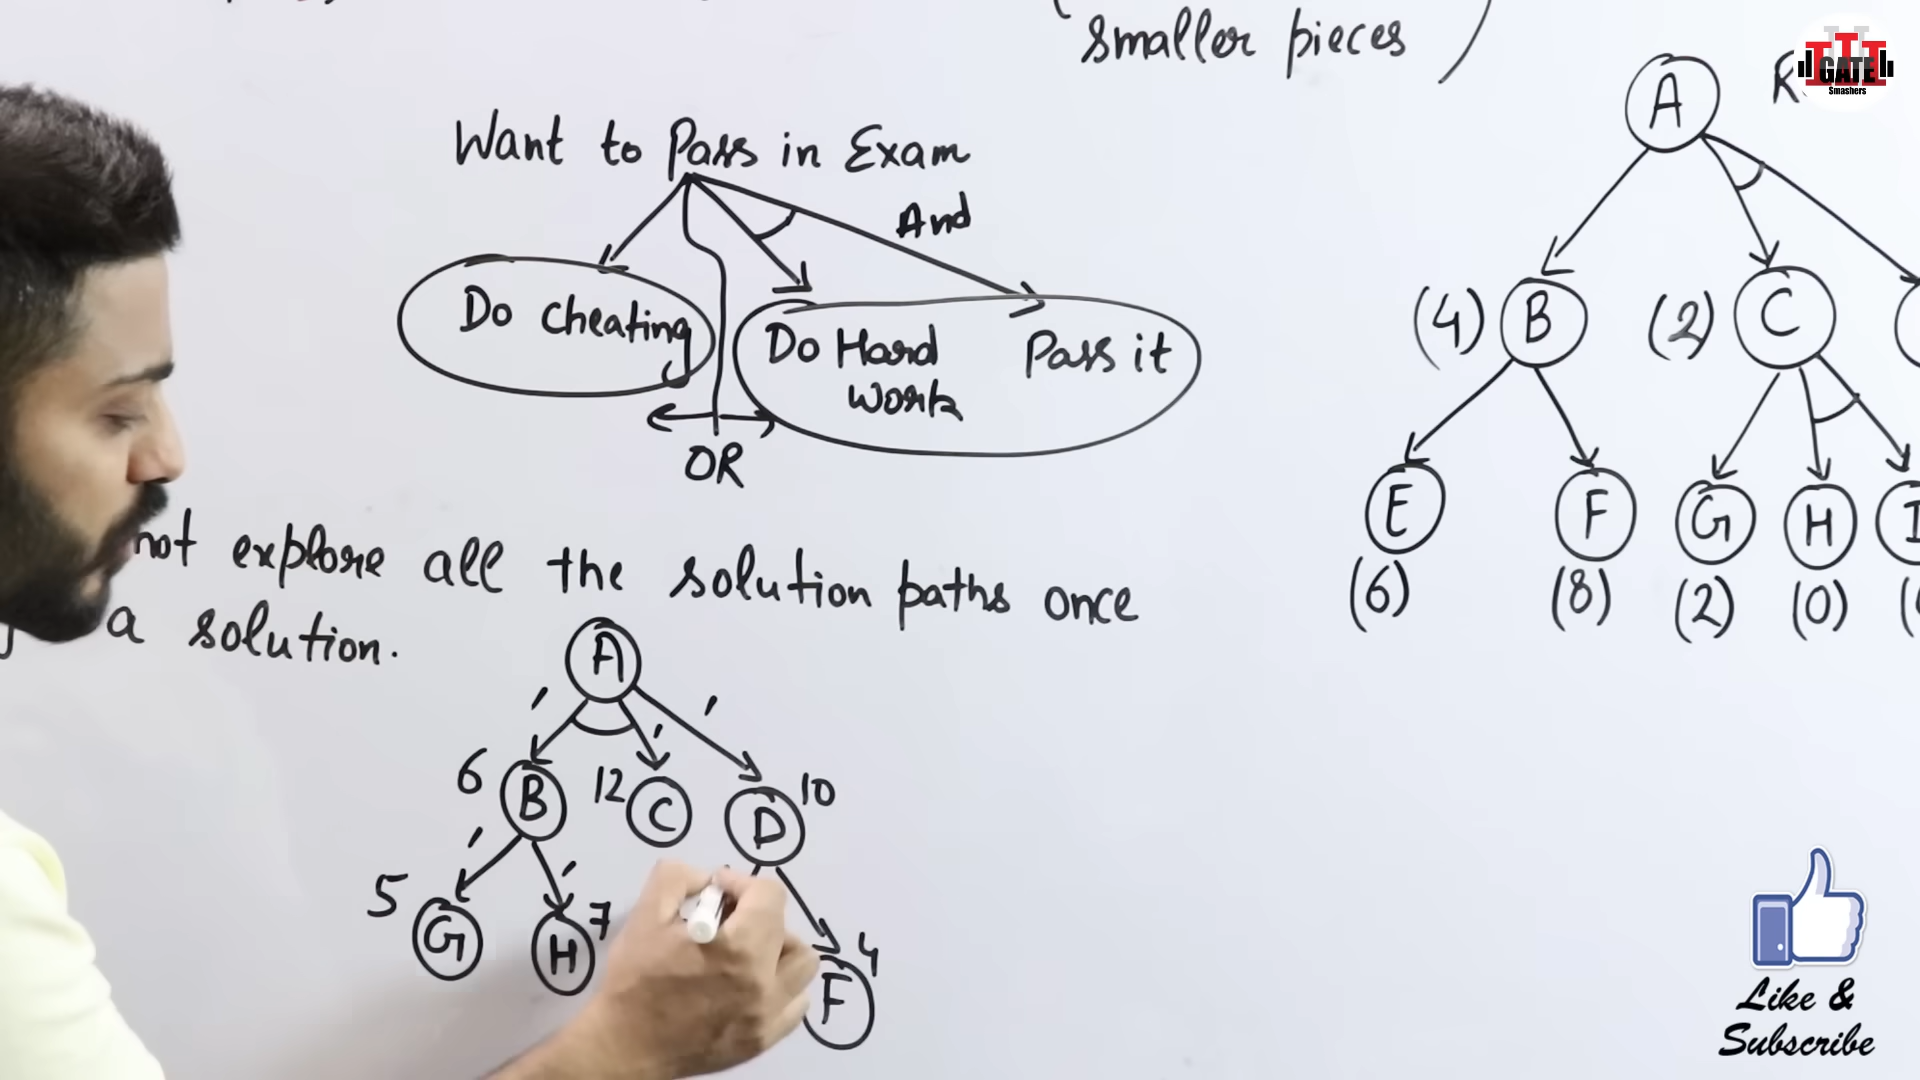 smaller pieces
GATE
Smashers
Want to Pass in Exam
And
Do cheating
Do Hard
work
Pass it
OR
not explore all the solution paths once
a solution.
A
6 B
12 C
D 10
5 G
H 7
F 4
A
(4) B
(2) C
E
F
G
H
I
(6)
(8)
(2)
(0)
Like &
Subscribe